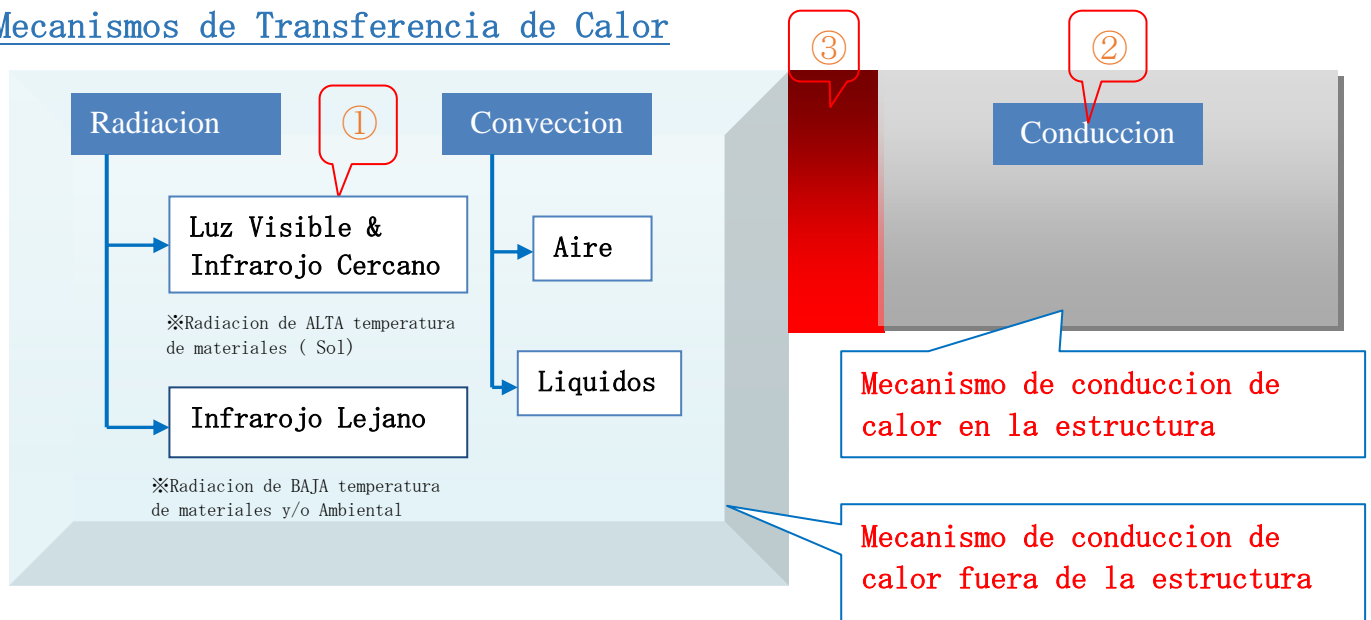 Mecanismos de Transferencia de Calor
③
②
Radiacion
①
Conveccion
Conduccion
Luz Visible &
Infrarojo Cercano
Aire
※Radiacion de ALTA temperatura
de materiales ( Sol)
Liquidos
Infrarojo Lejano
※Radiacion de BAJA temperatura
de materiales y/o Ambiental
Mecanismo de conduccion de
calor en la estructura
Mecanismo de conduccion de
calor fuera de la estructura